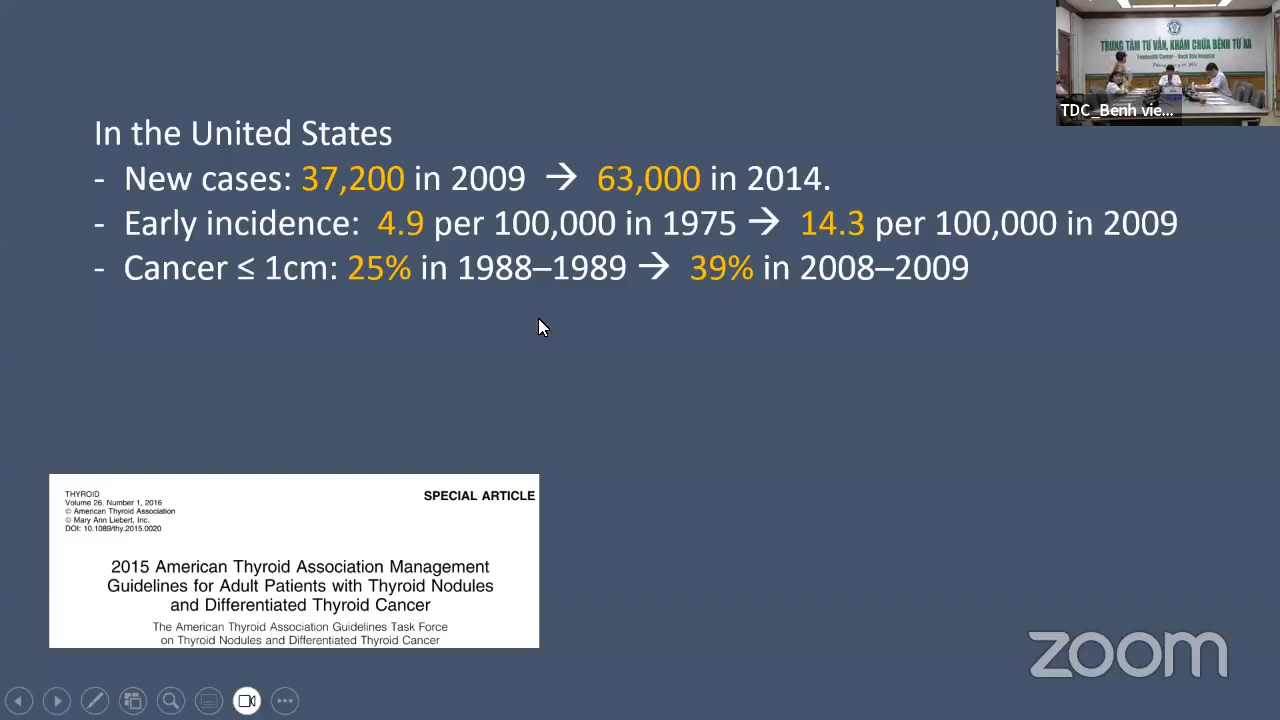 TRUNG TÂM TƯ VẤN, KHÁM CHỮA BỆNH TỪ XA
Telehealth Center - Bach Mai Hospital
TDC_Benh vie...
In the United States
- New cases: 37,200 in 2009 → 63,000 in 2014.
- Early incidence: 4.9 per 100,000 in 1975 → 14.3 per 100,000 in 2009
- Cancer ≤ 1cm: 25% in 1988–1989 → 39% in 2008–2009
THYROID
Volume 26, Number 1, 2016
© American Thyroid Association
© Mary Ann Liebert, Inc.
DOI: 10.1089/thy.2015.0020
SPECIAL ARTICLE
2015 American Thyroid Association Management
Guidelines for Adult Patients with Thyroid Nodules
and Differentiated Thyroid Cancer
The American Thyroid Association Guidelines Task Force
on Thyroid Nodules and Differentiated Thyroid Cancer
zoom